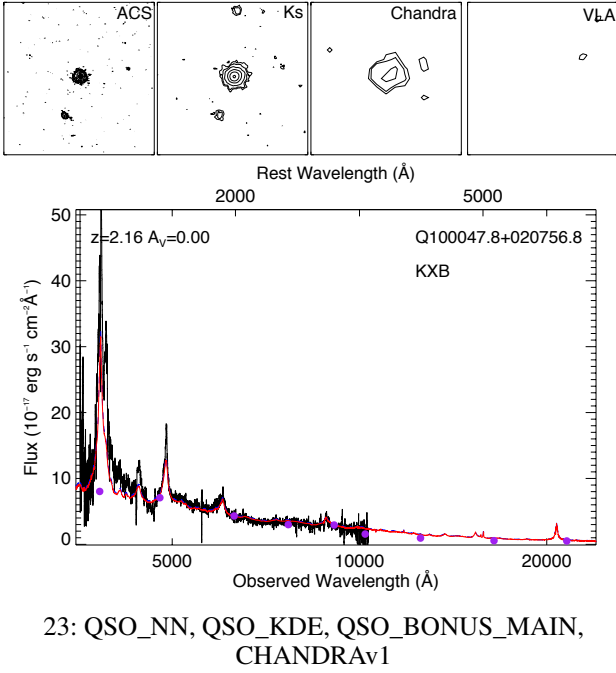 ACS Ks Chandra VLA
Rest Wavelength (Å)
2000 5000
50
z=2.16 A_V=0.00 Q100047.8+020756.8
KXB
40
30
20
10
0
Flux (10⁻¹⁷ erg s⁻¹ cm⁻²Å⁻¹)
5000 10000 20000
Observed Wavelength (Å)
23: QSO_NN, QSO_KDE, QSO_BONUS_MAIN,
CHANDRAv1